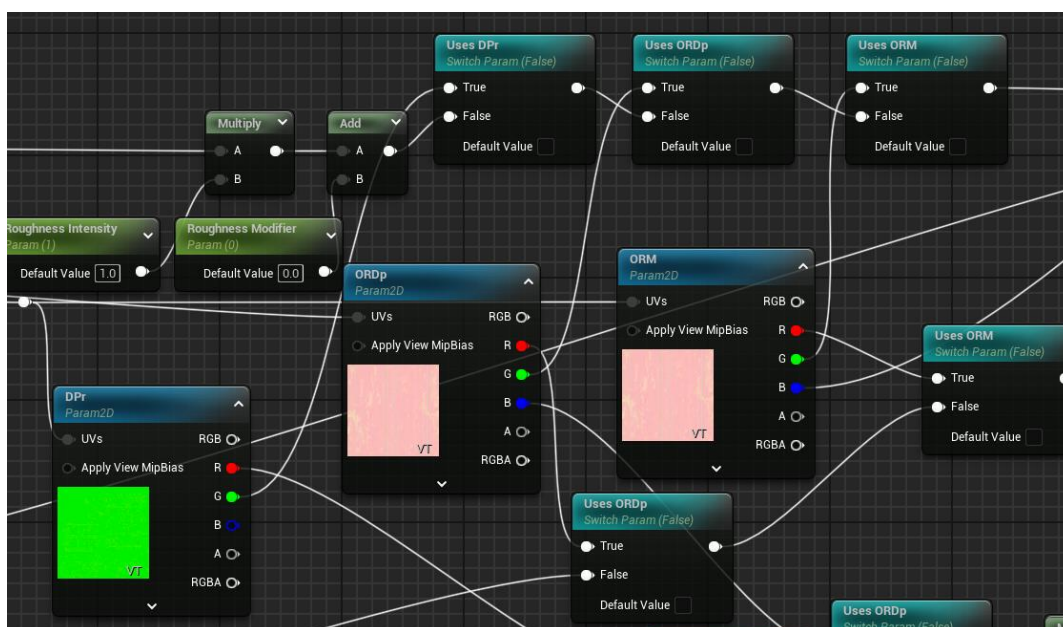 Uses DPr
Switch Param (False)
True
False
Default Value
Uses ORDp
Switch Param (False)
True
False
Default Value
Uses ORM
Switch Param (False)
True
False
Default Value
Multiply
A
B
Add
A
B
Roughness Intensity
Param (1)
Default Value 1.0
Roughness Modifier
Param (0)
Default Value 0.0
ORDp
Param2D
UVs RGB
Apply View MipBias R
G
B
A
RGBA
VT
ORM
Param2D
UVs RGB
Apply View MipBias R
G
B
A
RGBA
VT
Uses ORM
Switch Param (False)
True
False
Default Value
DPr
Param2D
UVs RGB
Apply View MipBias R
G
B
A
RGBA
VT
Uses ORDp
Switch Param (False)
True
False
Default Value
Uses ORDp
Switch Param (False)